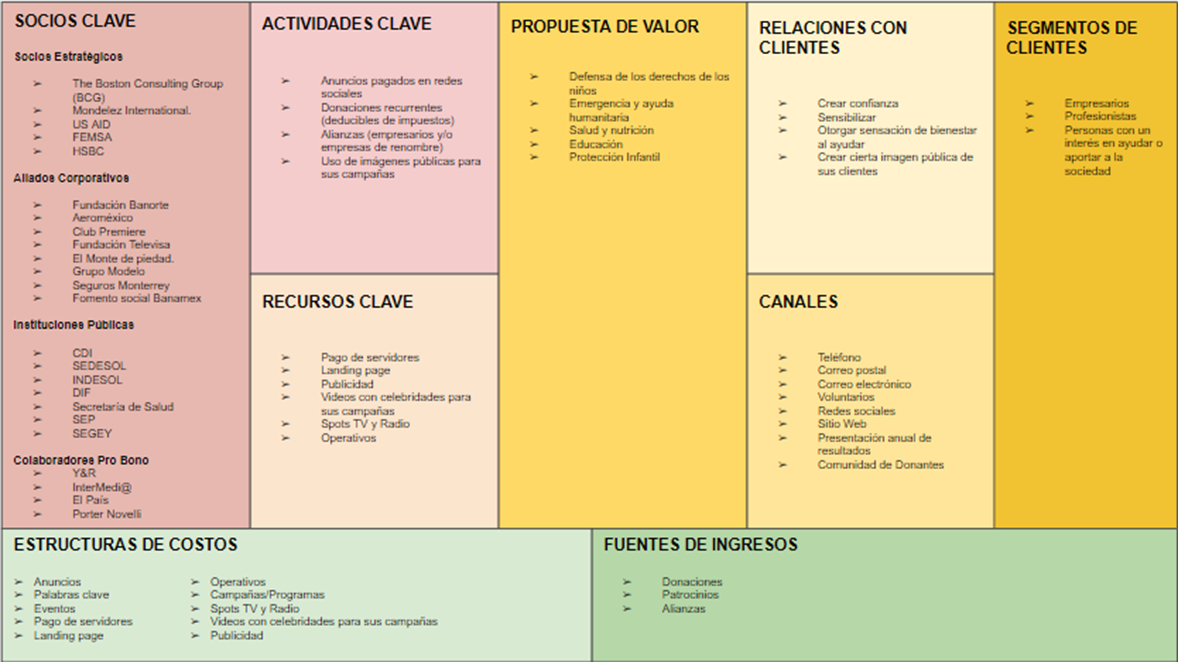 SOCIOS CLAVE
Socios Estratégicos
➢ The Boston Consulting Group
(BCG)
➢ Mondelez International.
➢ US AID
➢ FEMSA
➢ HSBC
Aliados Corporativos
➢ Fundación Banorte
➢ Aeroméxico
➢ Club Premiere
➢ Fundación Televisa
➢ El Monte de piedad.
➢ Grupo Modelo
➢ Seguros Monterrey
➢ Fomento social Banamex
Instituciones Públicas
➢ CDI
➢ SEDESOL
➢ INDESOL
➢ DIF
➢ Secretaría de Salud
➢ SEP
➢ SEGEY
Colaboradores Pro Bono
➢ Y&R
➢ InterMedi@
➢ El País
➢ Porter Novelli
ACTIVIDADES CLAVE
➢ Anuncios pagados en redes
sociales
➢ Donaciones recurrentes
(deducibles de impuestos)
➢ Alianzas (empresarios y/o
empresas de renombre)
➢ Uso de imágenes públicas para
sus campañas
RECURSOS CLAVE
➢ Pago de servidores
➢ Landing page
➢ Publicidad
➢ Videos con celebridades para
sus campañas
➢ Spots TV y Radio
➢ Operativos
PROPUESTA DE VALOR
➢ Defensa de los derechos de los
niños
➢ Emergencia y ayuda
humanitaria
➢ Salud y nutrición
➢ Educación
➢ Protección Infantil
RELACIONES CON
CLIENTES
➢ Crear confianza
➢ Sensibilizar
➢ Otorgar sensación de bienestar
al ayudar
➢ Crear cierta imagen pública de
sus clientes
CANALES
➢ Teléfono
➢ Correo postal
➢ Correo electrónico
➢ Voluntarios
➢ Redes sociales
➢ Sitio Web
➢ Presentación anual de
resultados
➢ Comunidad de Donantes
SEGMENTOS DE
CLIENTES
➢ Empresarios
➢ Profesionistas
➢ Personas con un
interés en ayudar o
aportar a la
sociedad
ESTRUCTURAS DE COSTOS
➢ Anuncios
➢ Palabras clave
➢ Eventos
➢ Pago de servidores
➢ Landing page
➢ Operativos
➢ Campañas/Programas
➢ Spots TV y Radio
➢ Videos con celebridades para sus campañas
➢ Publicidad
FUENTES DE INGRESOS
➢ Donaciones
➢ Patrocinios
➢ Alianzas